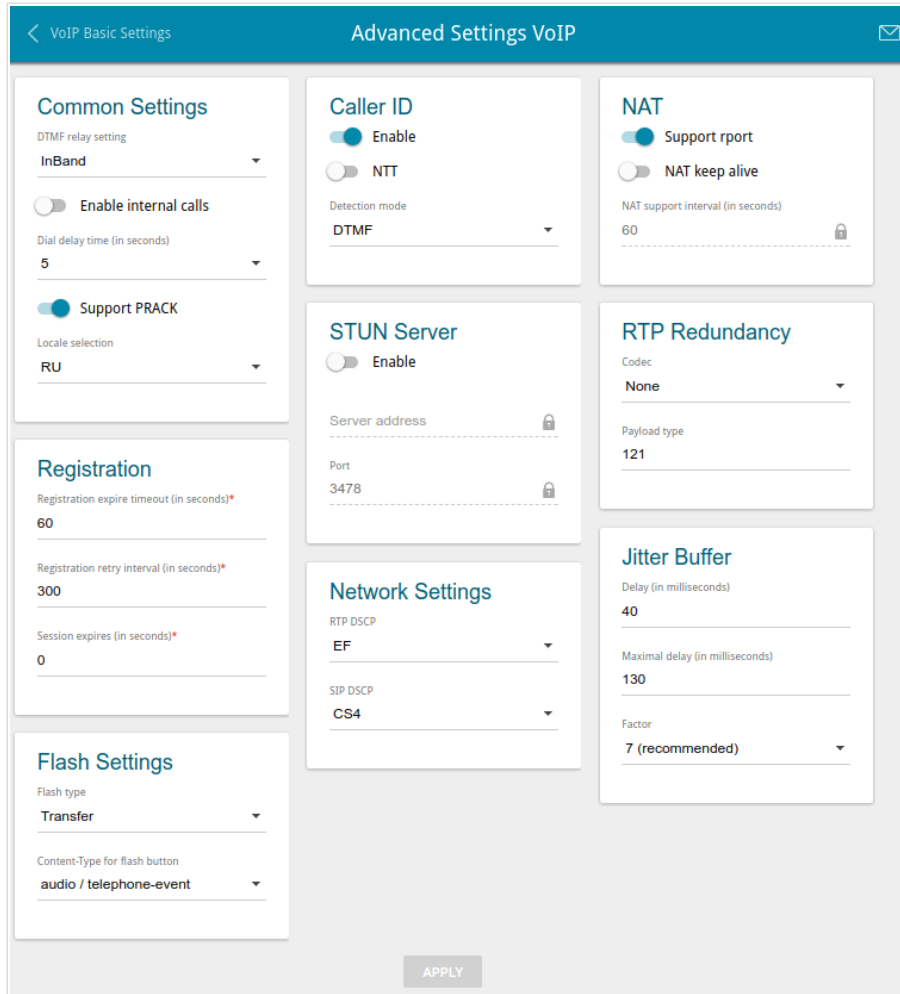 VoIP Basic Settings
Advanced Settings VoIP
Common Settings
DTMF relay setting
InBand
Enable internal calls
Dial delay time (in seconds)
5
Support PRACK
Locale selection
RU
Registration
Registration expire timeout (in seconds)*
60
Registration retry interval (in seconds)*
300
Session expires (in seconds)*
0
Flash Settings
Flash type
Transfer
Content-Type for flash button
audio / telephone-event
Caller ID
Enable
NTT
Detection mode
DTMF
STUN Server
Enable
Server address
Port
3478
Network Settings
RTP DSCP
EF
SIP DSCP
CS4
NAT
Support rport
NAT keep alive
NAT support interval (in seconds)
60
RTP Redundancy
Codec
None
Payload type
121
Jitter Buffer
Delay (in milliseconds)
40
Maximal delay (in milliseconds)
130
Factor
7 (recommended)
APPLY